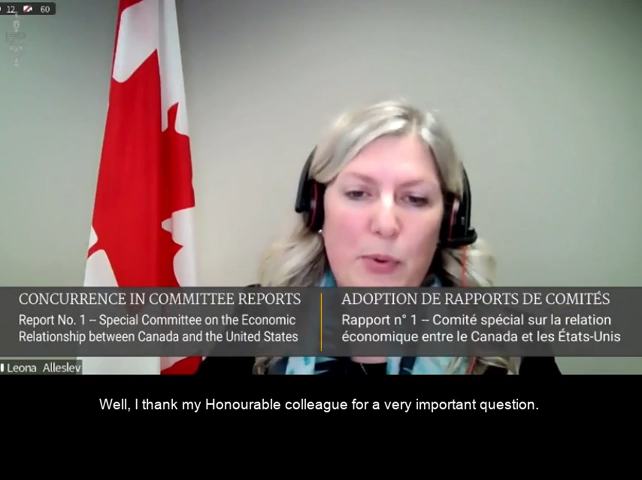 12 60
CONCURRENCE IN COMMITTEE REPORTS
Report No. 1 – Special Committee on the Economic
Relationship between Canada and the United States
ADOPTION DE RAPPORTS DE COMITÉS
Rapport n° 1 – Comité spécial sur la relation
économique entre le Canada et les États-Unis
Leona Alleslev
Well, I thank my Honourable colleague for a very important question.